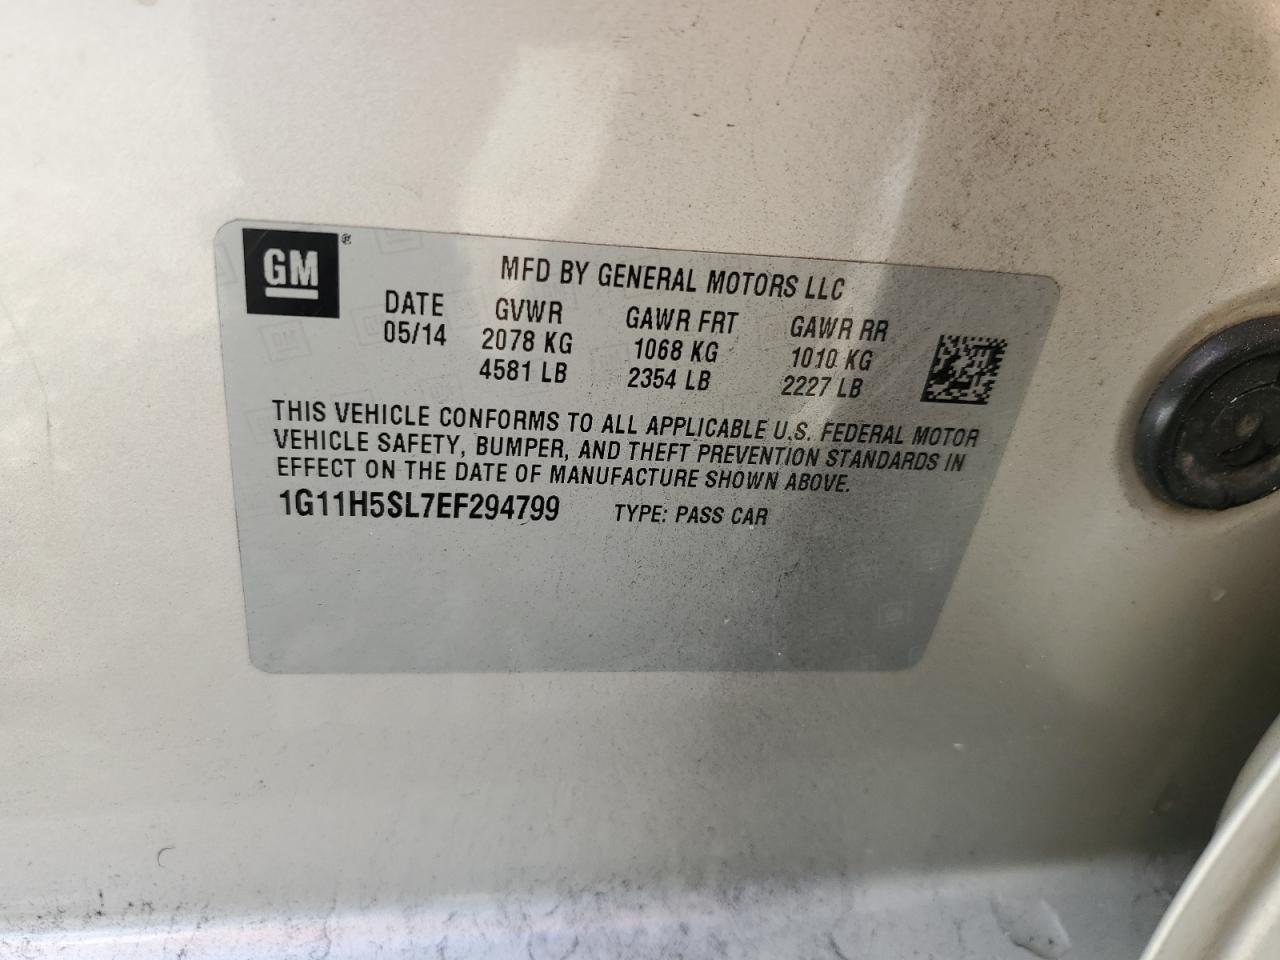 GM ®
MFD BY GENERAL MOTORS LLC
DATE GVWR GAWR FRT GAWR RR
05/14 2078 KG 1068 KG 1010 KG
4581 LB 2354 LB 2227 LB
THIS VEHICLE CONFORMS TO ALL APPLICABLE U.S. FEDERAL MOTOR
VEHICLE SAFETY, BUMPER, AND THEFT PREVENTION STANDARDS IN
EFFECT ON THE DATE OF MANUFACTURE SHOWN ABOVE.
1G11H5SL7EF294799 TYPE: PASS CAR